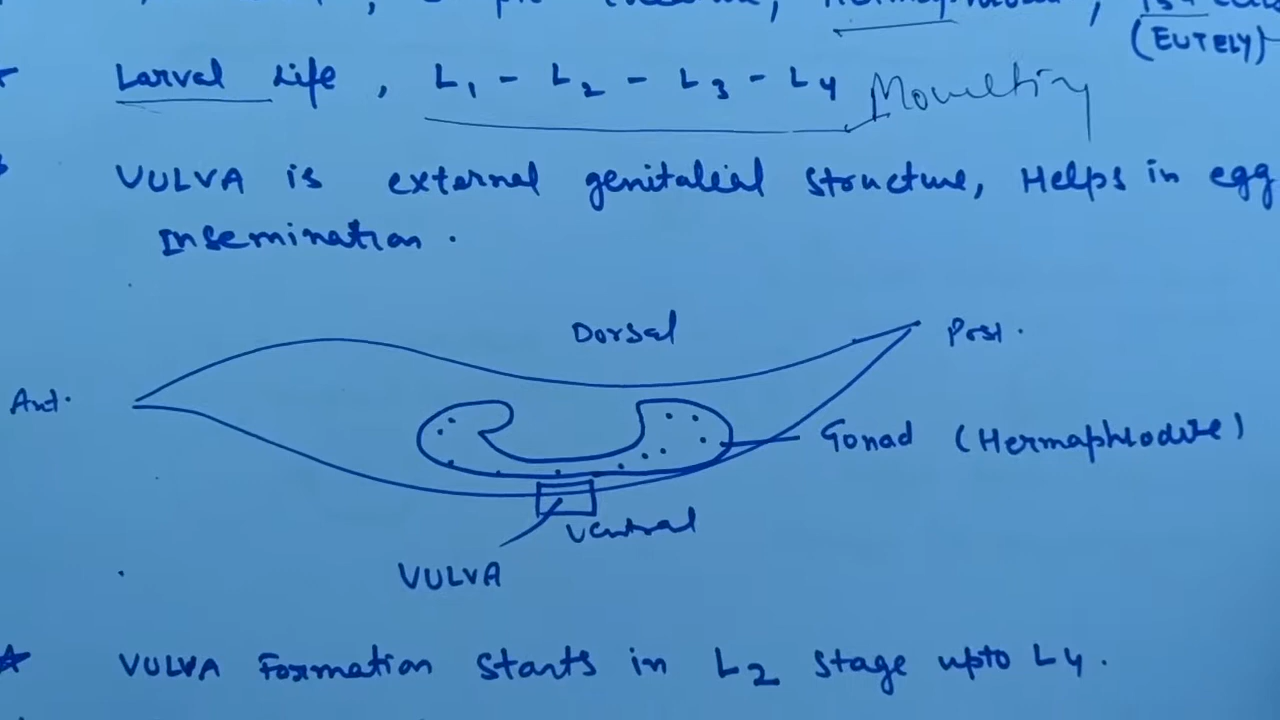 (EUTELY)
Larval Life, L1 - L2 - L3 - L4 Moulting
VULVA is external genitalial structure, Helps in egg
Insemination.
Dorsal
Post.
Ant.
Gonad (Hermaphrodite)
Ventral
VULVA
VULVA Formation starts in L2 stage upto L4.